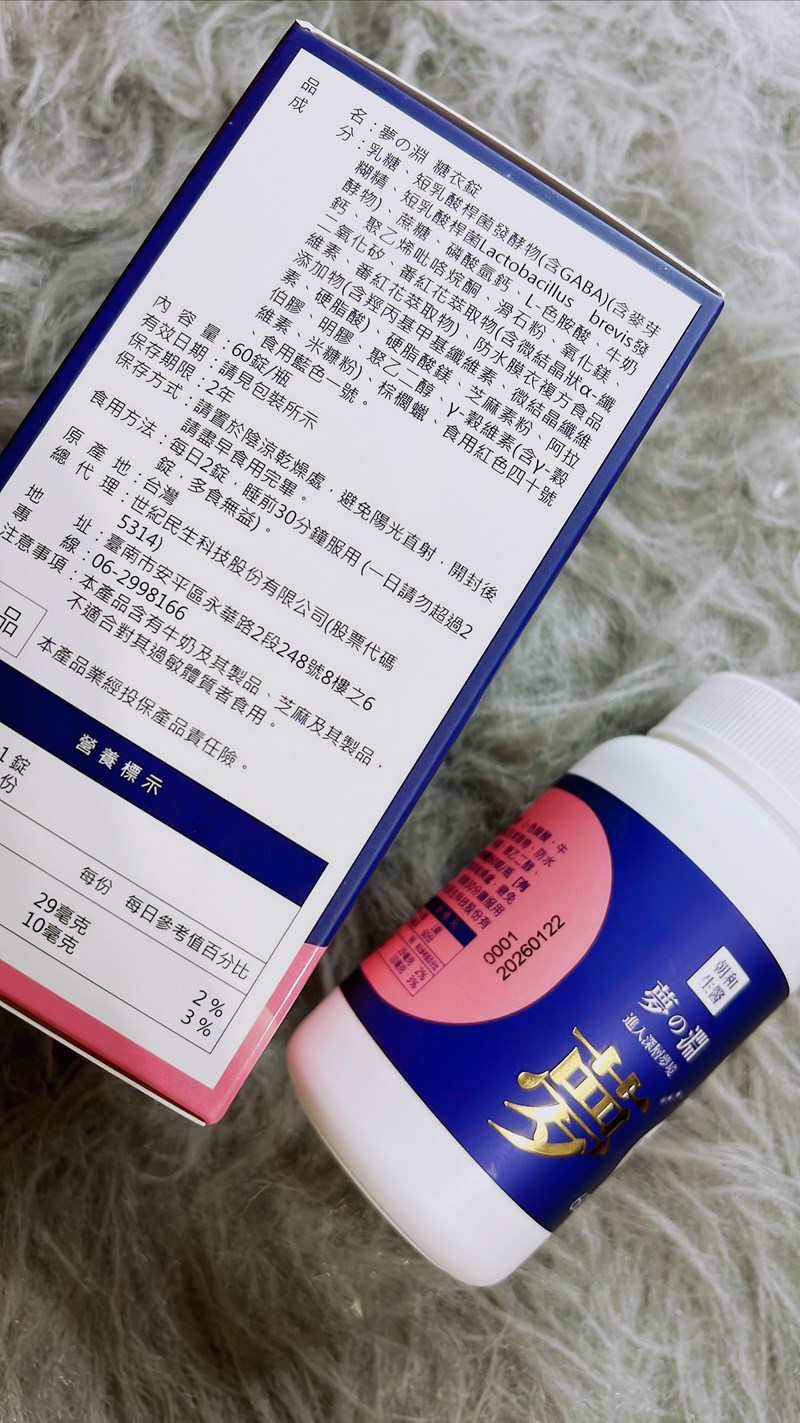 品　　名：夢の淵 糖衣錠
成　　分：乳糖、短乳酸桿菌發酵物(含GABA)(含麥芽
糊精、短乳酸桿菌Lactobacillus brevis發
酵物)、蔗糖、磷酸氫鈣、L-色胺酸、牛奶
鈣、聚乙烯吡咯烷酮、滑石粉、氧化鎂、
二氧化矽、番紅花萃取物(含微結晶狀α-纖
維素、番紅花萃取物)、防水膜衣複方食品
添加物(含羥丙基甲基纖維素、微結晶纖維
素、硬脂酸)、硬脂酸鎂、芝麻素粉、阿拉
伯膠、明膠、聚乙二醇、γ-穀維素(含γ-穀
維素、米糠粉)、棕櫚蠟、食用紅色四十號
、食用藍色一號。
內 容 量：60錠/瓶
有效日期：請見包裝所示
保存期限：2年
保存方式：請置於陰涼乾燥處，避免陽光直射，開封後
請盡早食用完畢。
食用方法：每日2錠，睡前30分鐘服用 (一日請勿超過2
錠，多食無益)。
原 產 地：台灣
總 代 理：世紀民生科技股份有限公司(股票代碼
5314)
地　　址：臺南市安平區永華路2段248號8樓之6
專　　線：06-2998166
注意事項：本產品含有牛奶及其製品、芝麻及其製品，
不適合對其過敏體質者食用。
品
本產品業經投保產品責任險。
營養標示
1 錠
份
每份 每日參考值百分比
29毫克 2 %
10毫克 3 %
0001
20260122
朝和
生醫
夢の淵
進入深層夢境
夢